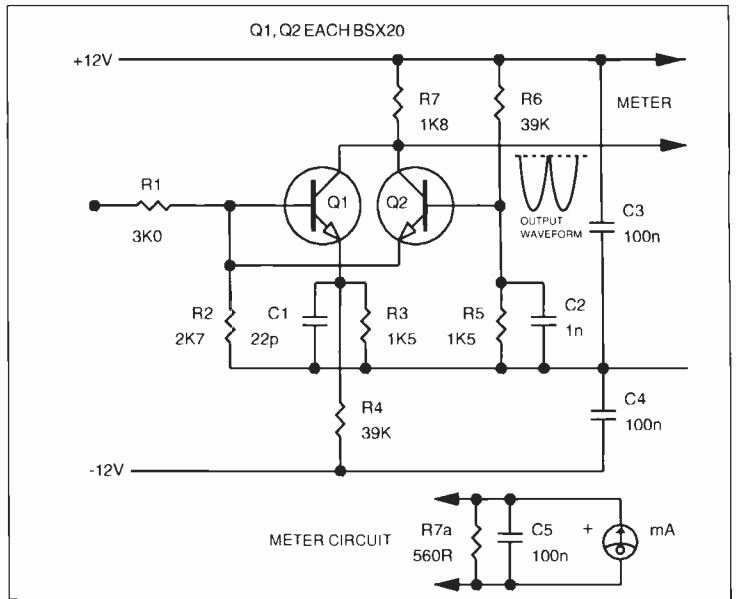 Q1, Q2 EACH BSX20
+12V
R7
1K8
R6
39K
METER
R1
3K0
Q1
Q2
OUTPUT
WAVEFORM
C3
100n
R2
2K7
C1
22p
R3
1K5
R5
1K5
C2
1n
R4
39K
C4
100n
-12V
METER CIRCUIT
R7a
560R
C5
100n
+
mA